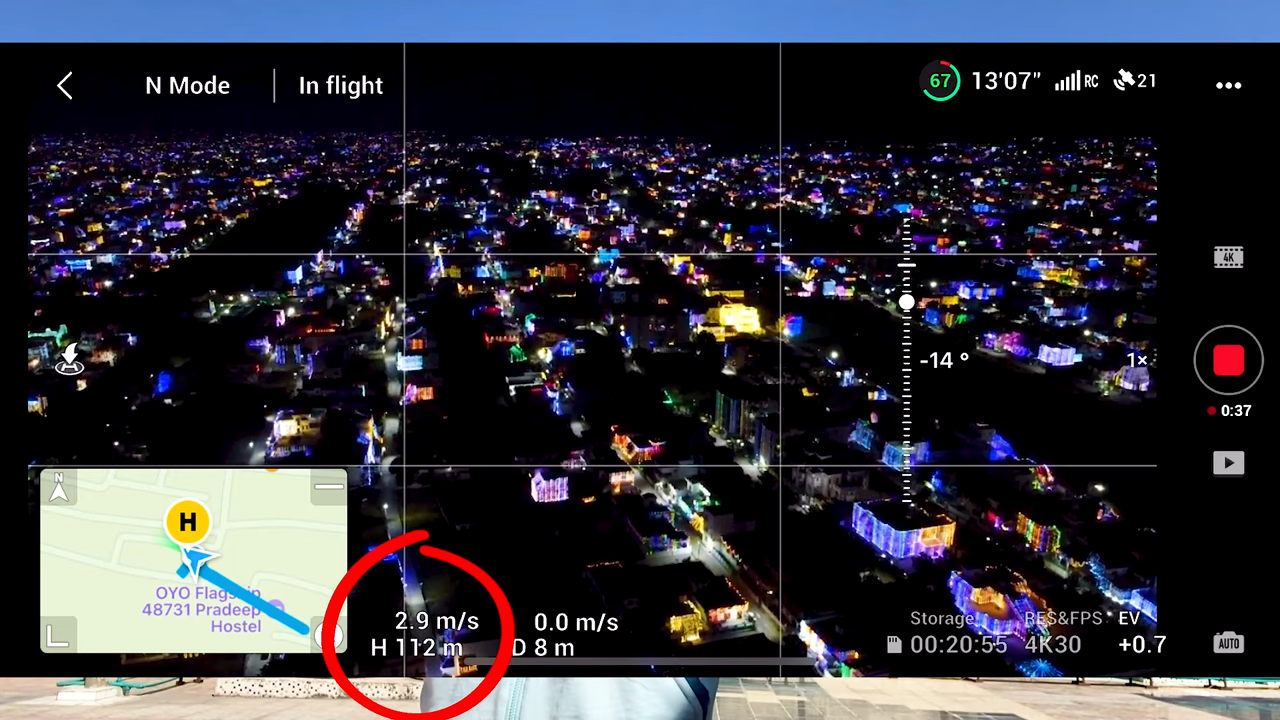 N Mode
In flight
67
13'07"
RC
21
4K
-14 °
1×
0:37
N
H
OYO Flagship
48731 Pradeep
Hostel
2.9 m/s
0.0 m/s
H 112 m
D 8 m
Storage
RES&FPS
EV
00:20:55
4K30
+0.7
AUTO